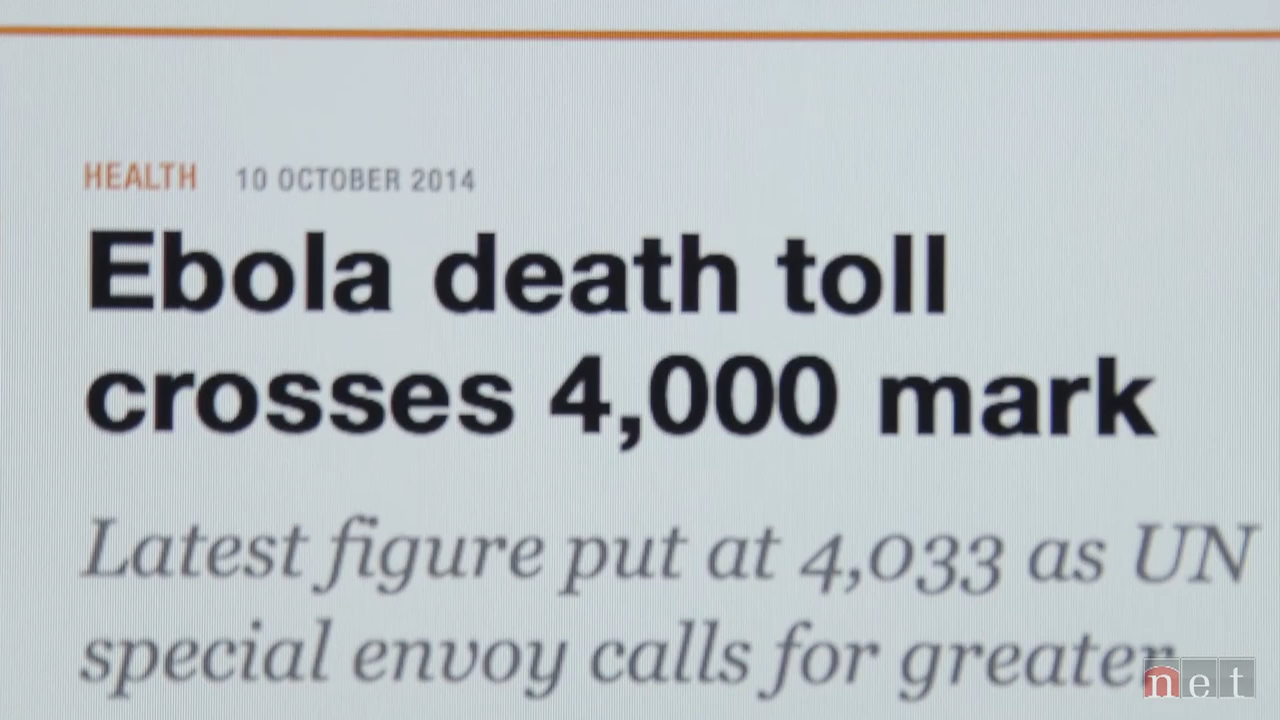 HEALTH 10 OCTOBER 2014
Ebola death toll
crosses 4,000 mark
Latest figure put at 4,033 as UN
special envoy calls for greater
net